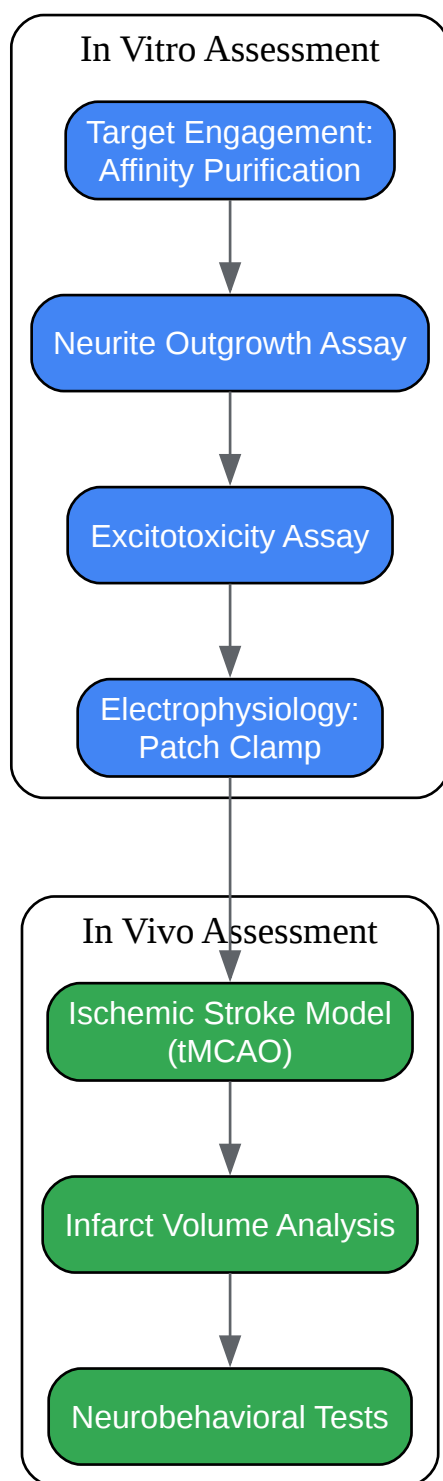 In Vitro Assessment
Target Engagement:
Affinity Purification
Neurite Outgrowth Assay
Excitotoxicity Assay
Electrophysiology:
Patch Clamp
In Vivo Assessment
Ischemic Stroke Model
(tMCAO)
Infarct Volume Analysis
Neurobehavioral Tests